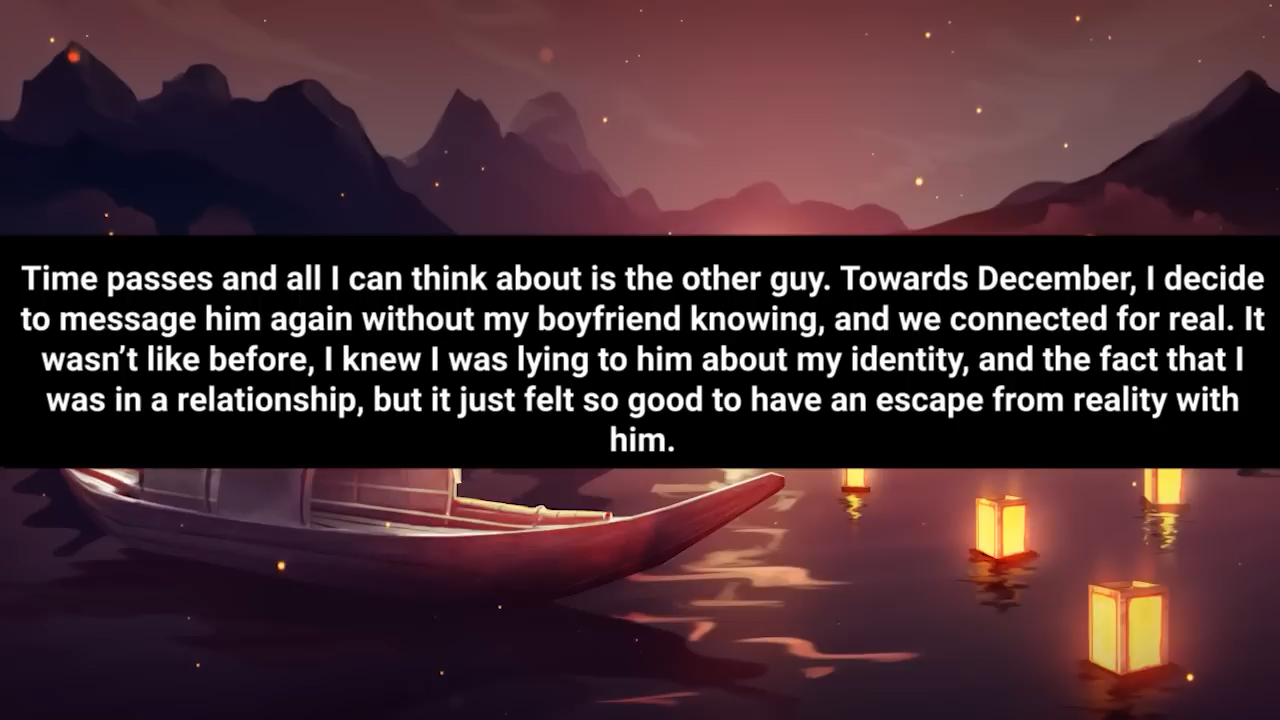 Time passes and all I can think about is the other guy. Towards December, I decide
to message him again without my boyfriend knowing, and we connected for real. It
wasn’t like before, I knew I was lying to him about my identity, and the fact that I
was in a relationship, but it just felt so good to have an escape from reality with
him.